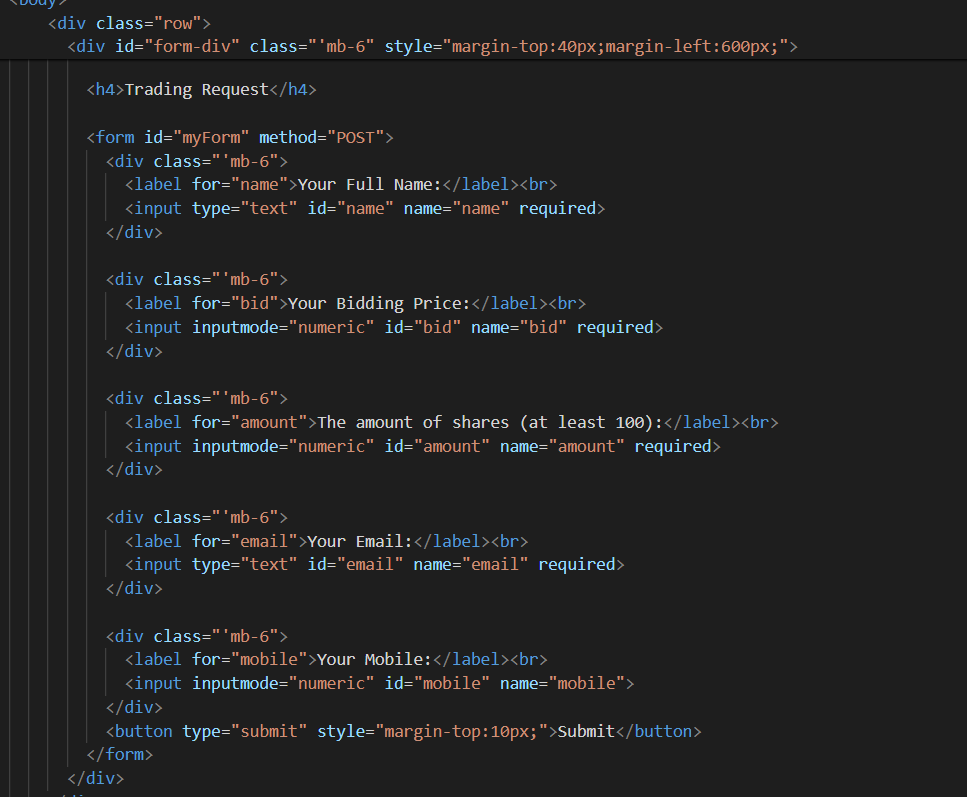 <body>
<div class="row">
<div id="form-div" class="'mb-6" style="margin-top:40px;margin-left:600px;">
<h4>Trading Request</h4>
<form id="myForm" method="POST">
<div class="'mb-6">
<label for="name">Your Full Name:</label><br>
<input type="text" id="name" name="name" required>
</div>
<div class="'mb-6">
<label for="bid">Your Bidding Price:</label><br>
<input inputmode="numeric" id="bid" name="bid" required>
</div>
<div class="'mb-6">
<label for="amount">The amount of shares (at least 100):</label><br>
<input inputmode="numeric" id="amount" name="amount" required>
</div>
<div class="'mb-6">
<label for="email">Your Email:</label><br>
<input type="text" id="email" name="email" required>
</div>
<div class="'mb-6">
<label for="mobile">Your Mobile:</label><br>
<input inputmode="numeric" id="mobile" name="mobile">
</div>
<button type="submit" style="margin-top:10px;">Submit</button>
</form>
</div>